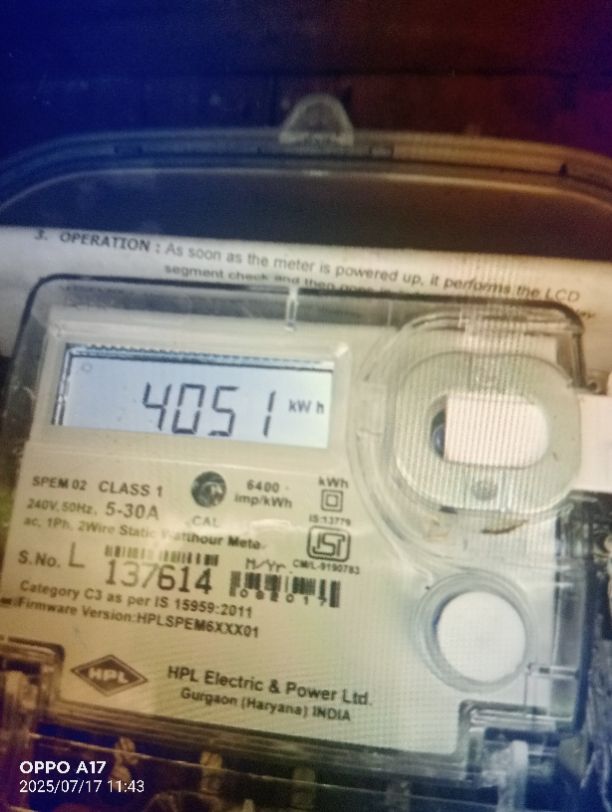 3. OPERATION : As soon as the meter is powered up, it performs the LCD
segment check and then goes
4051 kWh
SPEM 02 CLASS 1
6400
imp/kWh
kWh
240V, 50Hz, 5-30A
CAL
IS:13779
ac, 1Ph, 2Wire Static Watthour Mete
CM/L-9190783
S.No. L 137614
M/Yr.
082017
Category C3 as per IS 15959:2011
Firmware Version:HPLSPEM6XXX01
HPL
HPL Electric & Power Ltd.
Gurgaon (Haryana) INDIA
OPPO A17
2025/07/17 11:43